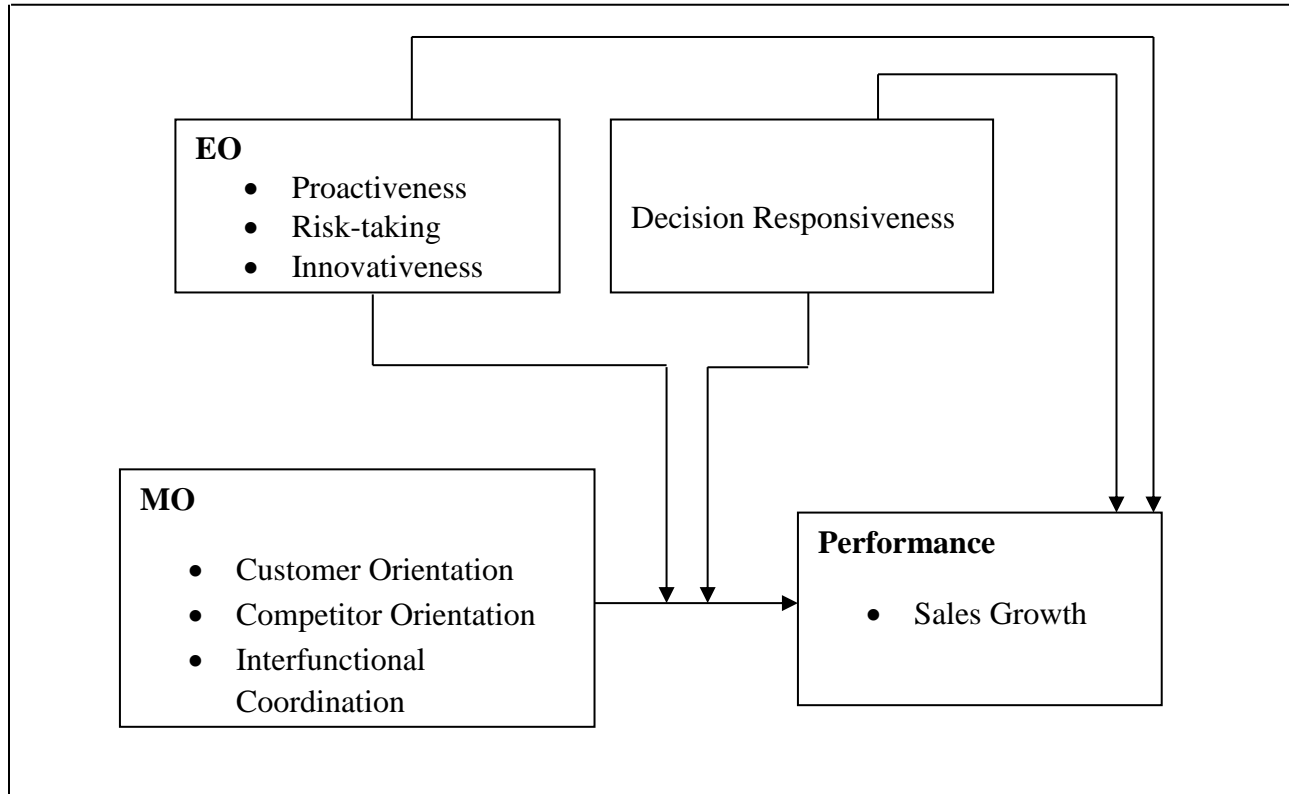 EO
• Proactiveness
• Risk-taking
• Innovativeness
Decision Responsiveness
MO
• Customer Orientation
• Competitor Orientation
• Interfunctional
Coordination
Performance
• Sales Growth